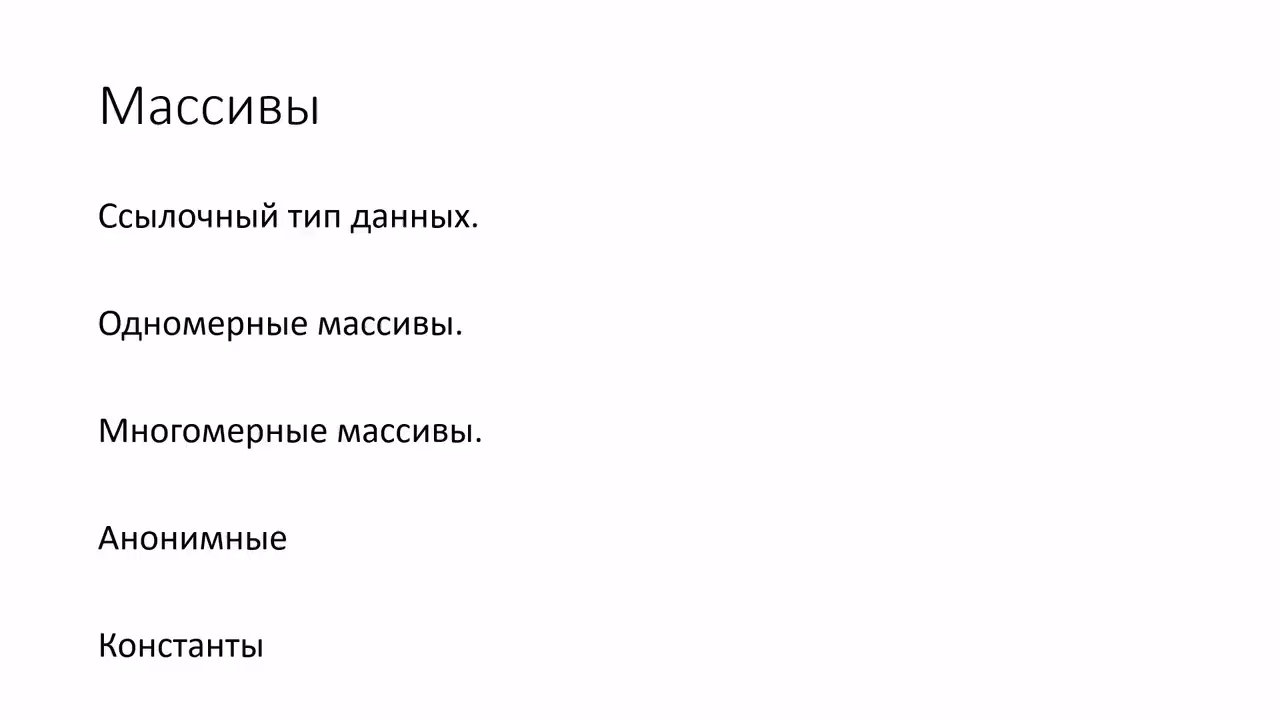 Массивы
Ссылочный тип данных.
Одномерные массивы.
Многомерные массивы.
Анонимные
Константы